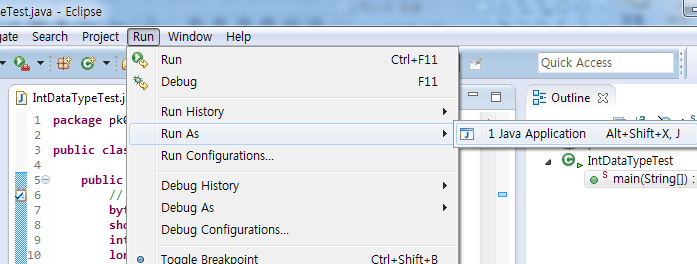 eTest.java - Eclipse
gate Search Project Run Window Help
Run Ctrl+F11
Debug F11
Quick Access
IntDataTypeTest.j
Outline
Run History
Run As
1 Java Application Alt+Shift+X, J
Run Configurations...
IntDataTypeTest
main(String[]) :
Debug History
Debug As
Debug Configurations...
Toggle Breakpoint Ctrl+Shift+B
1 package pk
2
3 public clas
4
5 public
6 //
7 by
8 sho
9 int
10 lon